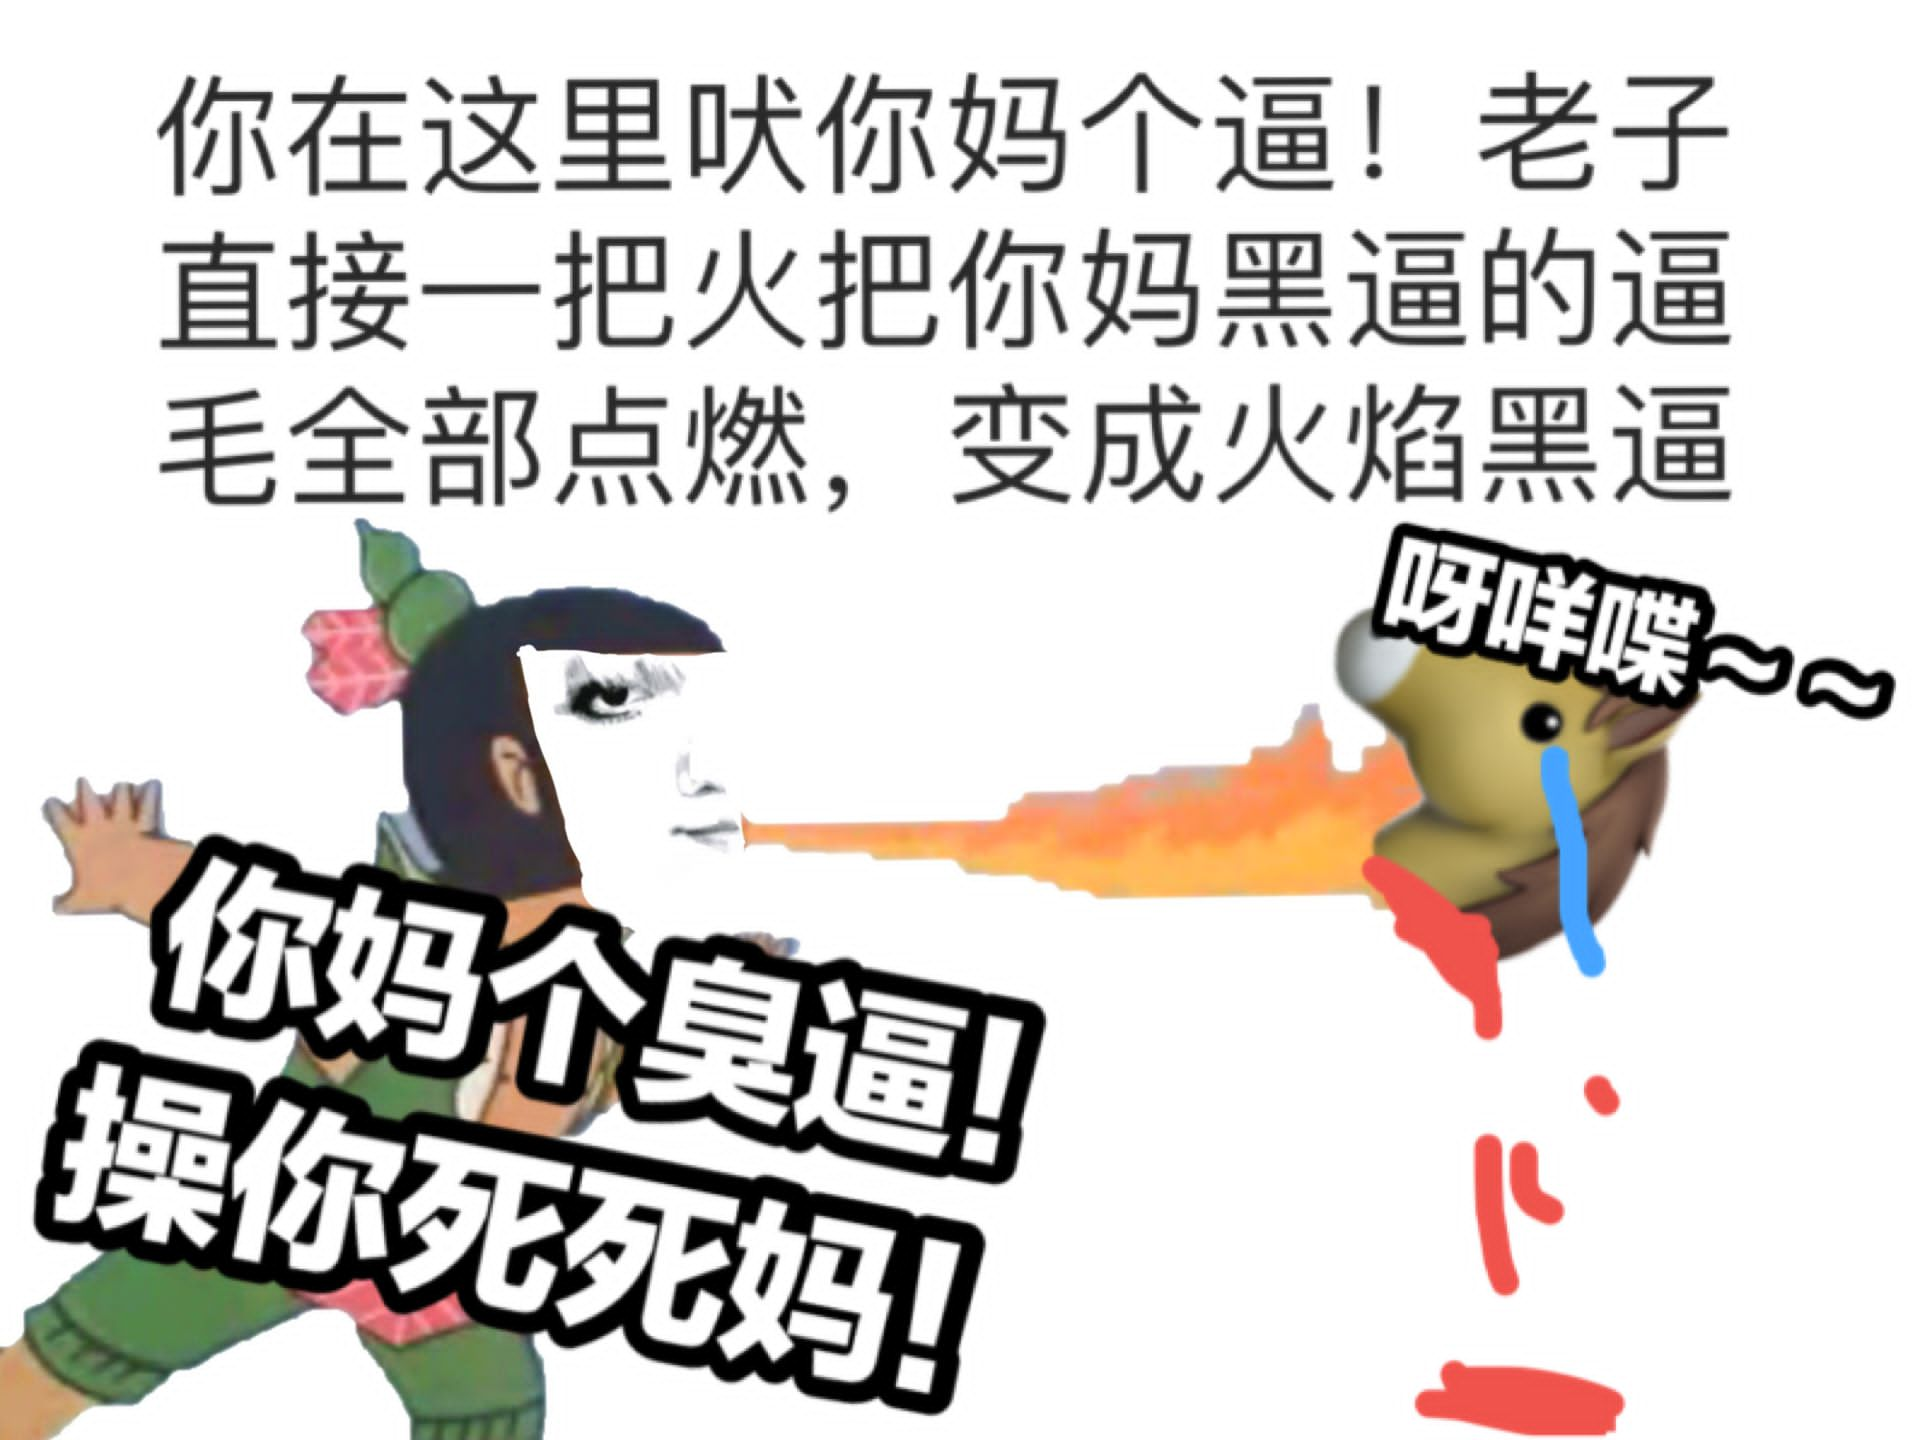 你在这里吠你妈个逼！老子
直接一把火把你妈黑逼的逼
毛全部点燃，变成火焰黑逼
呀咩喋～～
你妈个臭逼！
操你死死妈！